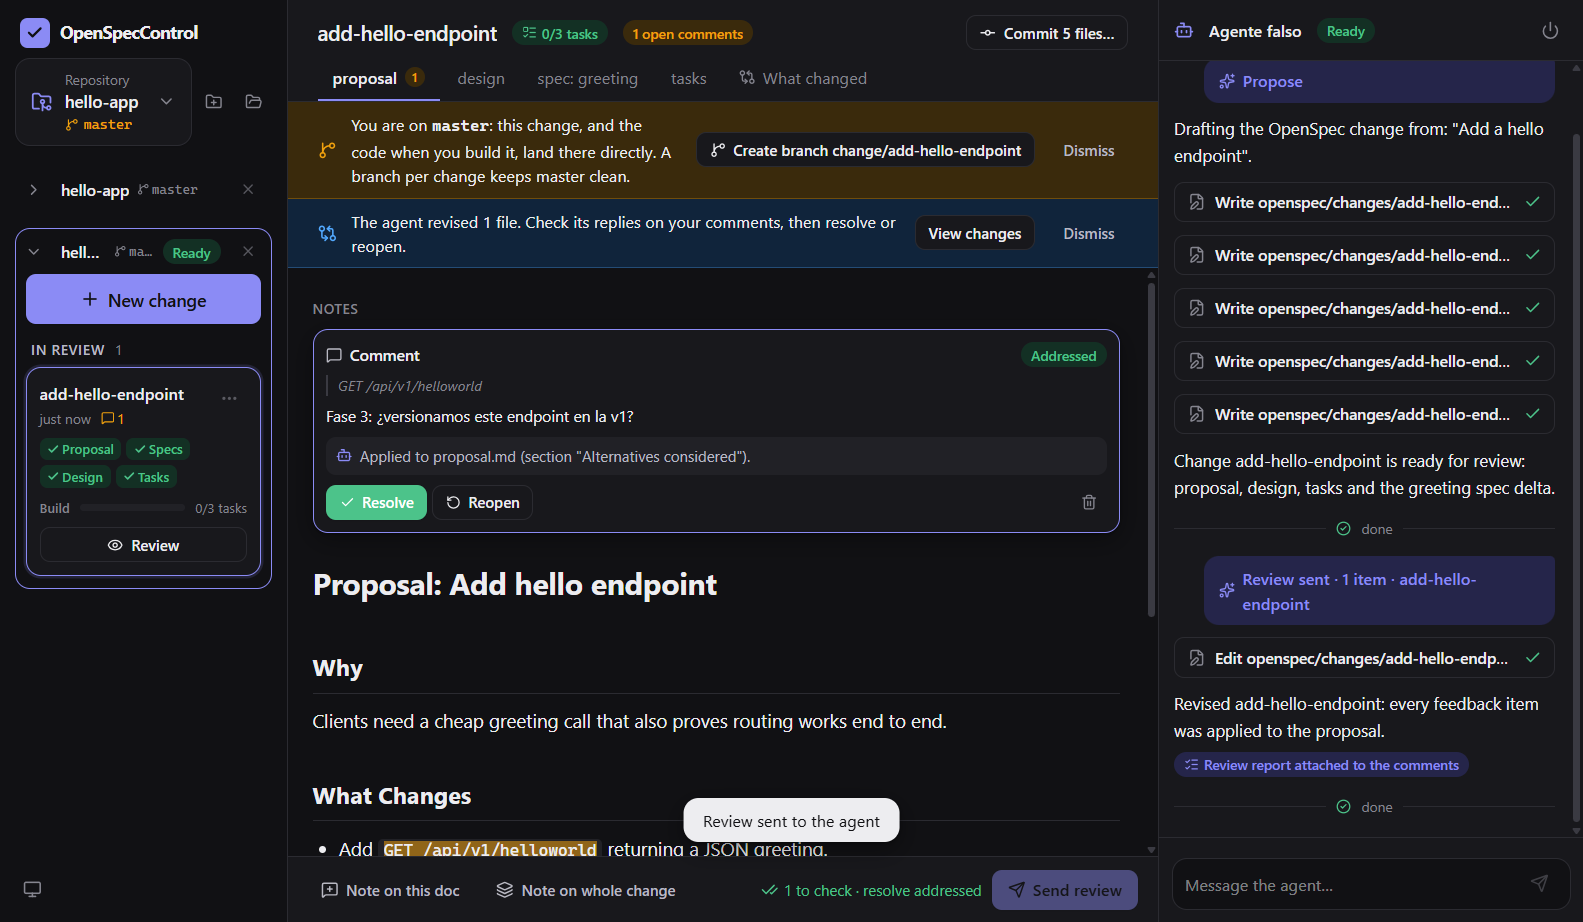 OpenSpecControl
Repository
hello-app
master
hello-app master
hell... ma... Ready
New change
IN REVIEW 1
add-hello-endpoint ...
just now 1
Proposal Specs
Design Tasks
Build 0/3 tasks
Review
add-hello-endpoint 0/3 tasks 1 open comments Commit 5 files...
proposal 1 design spec: greeting tasks What changed
You are on master: this change, and the
code when you build it, land there directly. A
branch per change keeps master clean.
Create branch change/add-hello-endpoint Dismiss
The agent revised 1 file. Check its replies on your comments, then resolve or
reopen.
View changes Dismiss
NOTES
Comment Addressed
GET /api/v1/helloworld
Fase 3: ¿versionamos este endpoint en la v1?
Applied to proposal.md (section "Alternatives considered").
Resolve Reopen
Proposal: Add hello endpoint
Why
Clients need a cheap greeting call that also proves routing works end to end.
What Changes
Review sent to the agent
• Add GET /api/v1/helloworld returning a JSON greeting.
Note on this doc Note on whole change 1 to check · resolve addressed Send review
Agente falso Ready
Propose
Drafting the OpenSpec change from: "Add a hello
endpoint".
Write openspec/changes/add-hello-end...
Write openspec/changes/add-hello-end...
Write openspec/changes/add-hello-end...
Write openspec/changes/add-hello-end...
Write openspec/changes/add-hello-end...
Change add-hello-endpoint is ready for review:
proposal, design, tasks and the greeting spec delta.
done
Review sent · 1 item · add-hello-
endpoint
Edit openspec/changes/add-hello-endp...
Revised add-hello-endpoint: every feedback item
was applied to the proposal.
Review report attached to the comments
done
Message the agent...